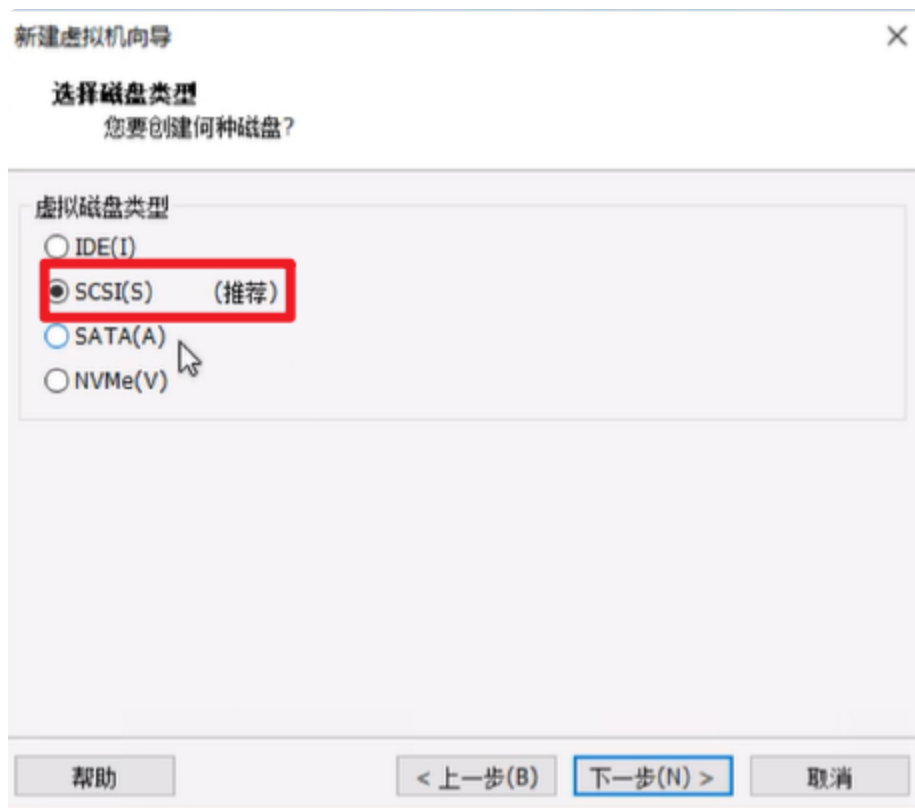 新建虚拟机向导
选择磁盘类型
您要创建何种磁盘?
虚拟磁盘类型
IDE(I)
SCSI(S) (推荐)
SATA(A)
NVMe(V)
帮助 < 上一步(B) 下一步(N) > 取消